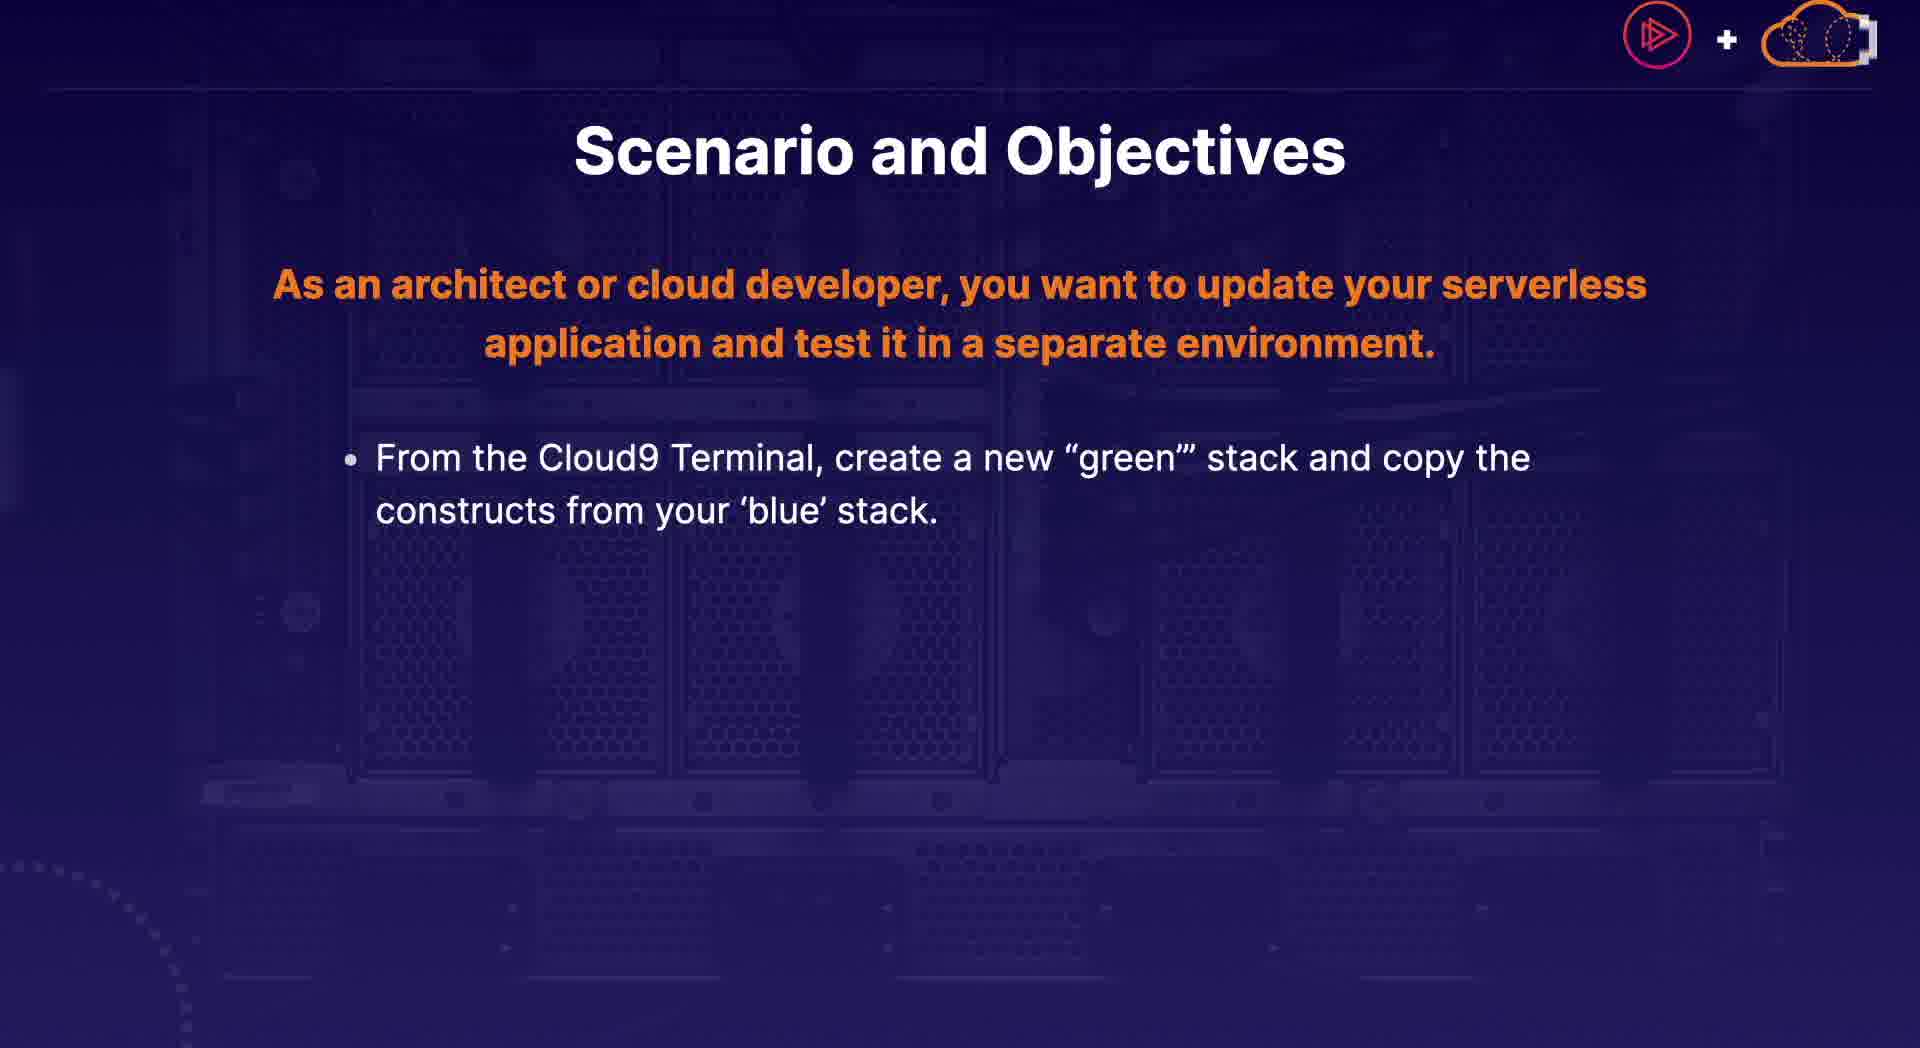 Scenario and Objectives
As an architect or cloud developer, you want to update your serverless
application and test it in a separate environment.
• From the Cloud9 Terminal, create a new “green”’ stack and copy the
constructs from your ‘blue’ stack.